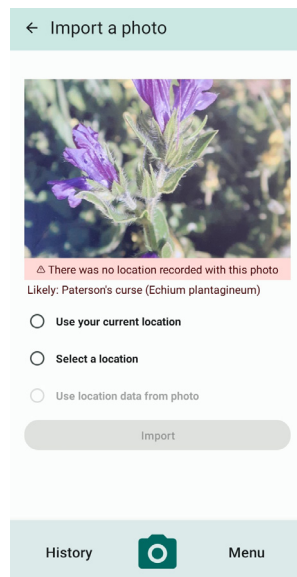 Import a photo
There was no location recorded with this photo
Likely: Paterson's curse (Echium plantagineum)
Use your current location
Select a location
Use location data from photo
Import
History
Menu